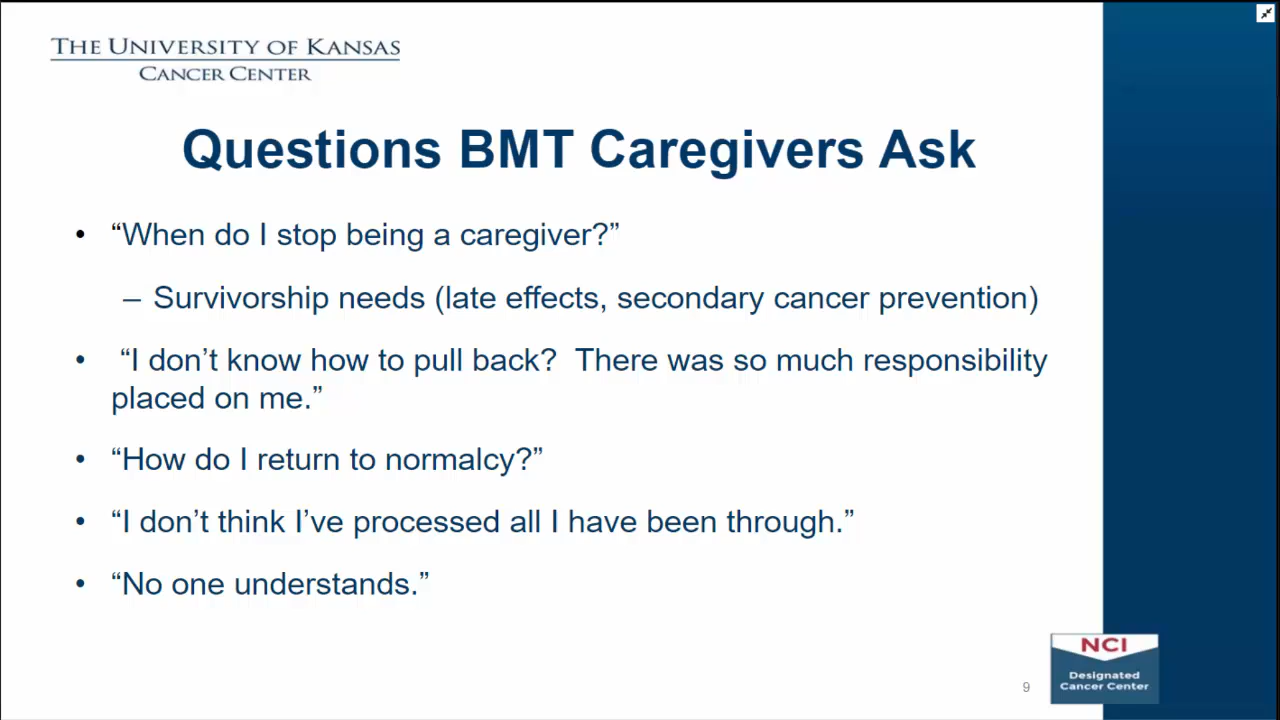 THE UNIVERSITY OF KANSAS
CANCER CENTER
Questions BMT Caregivers Ask
• “When do I stop being a caregiver?”
– Survivorship needs (late effects, secondary cancer prevention)
• “I don’t know how to pull back?  There was so much responsibility
placed on me.”
• “How do I return to normalcy?”
• “I don’t think I’ve processed all I have been through.”
• “No one understands.”
9
NCI
Designated
Cancer Center